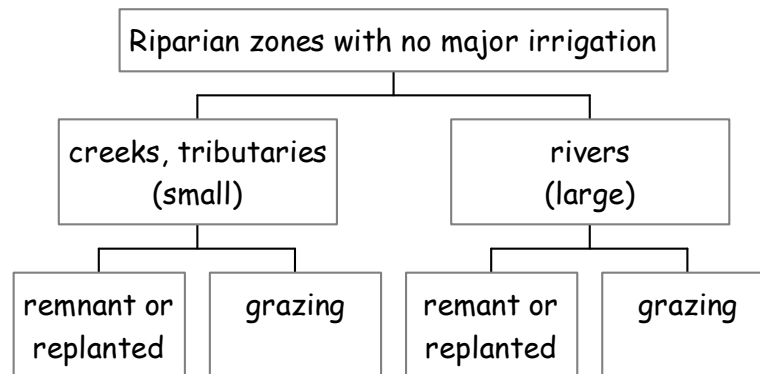 Riparian zones with no major irrigation
creeks, tributaries
(small)
rivers
(large)
remnant or
replanted
grazing
remant or
replanted
grazing